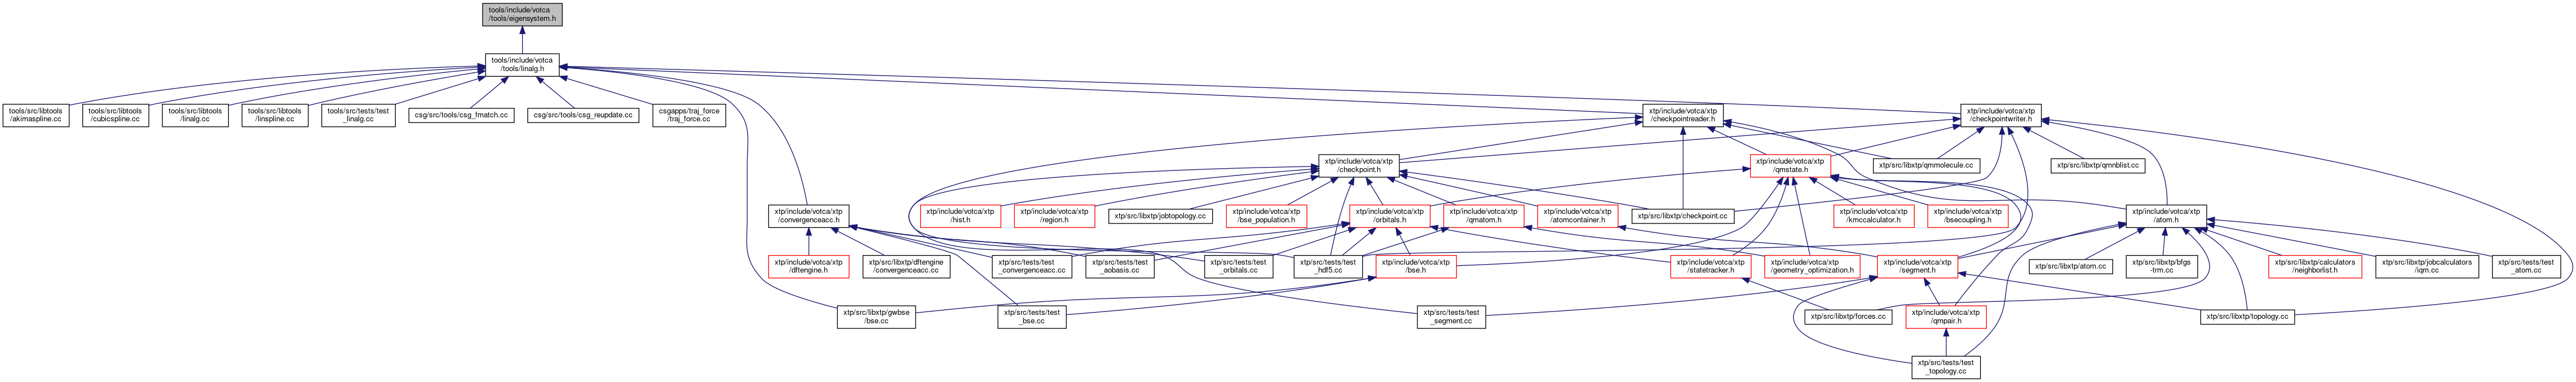 tools/include/votca
/tools/eigensystem.h
tools/include/votca
/tools/linalg.h
tools/src/libtools
/akimaspline.cc
tools/src/libtools
/cubicspline.cc
tools/src/libtools
/linalg.cc
tools/src/libtools
/linspline.cc
tools/src/tests/test
_linalg.cc
csg/src/tools/csg_fmatch.cc
csg/src/tools/csg_reupdate.cc
csgapps/traj_force
/traj_force.cc
xtp/include/votca/xtp
/checkpointreader.h
xtp/include/votca/xtp
/checkpointwriter.h
xtp/include/votca/xtp
/checkpoint.h
xtp/include/votca/xtp
/qmstate.h
xtp/src/libxtp/qmmolecule.cc
xtp/src/libxtp/qmnblist.cc
xtp/include/votca/xtp
/convergenceacc.h
xtp/include/votca/xtp
/hist.h
xtp/include/votca/xtp
/region.h
xtp/src/libxtp/jobtopology.cc
xtp/include/votca/xtp
/bse_population.h
xtp/include/votca/xtp
/orbitals.h
xtp/include/votca/xtp
/qmatom.h
xtp/include/votca/xtp
/atomcontainer.h
xtp/src/libxtp/checkpoint.cc
xtp/include/votca/xtp
/kmccalculator.h
xtp/include/votca/xtp
/bsecoupling.h
xtp/include/votca/xtp
/atom.h
xtp/include/votca/xtp
/dftengine.h
xtp/src/libxtp/dftengine
/convergenceacc.cc
xtp/src/tests/test
_convergenceacc.cc
xtp/src/tests/test
_aobasis.cc
xtp/src/tests/test
_orbitals.cc
xtp/src/tests/test
_hdf5.cc
xtp/include/votca/xtp
/bse.h
xtp/include/votca/xtp
/statetracker.h
xtp/include/votca/xtp
/geometry_optimization.h
xtp/include/votca/xtp
/segment.h
xtp/src/libxtp/atom.cc
xtp/src/libxtp/bfgs
-trm.cc
xtp/src/libxtp/calculators
/neighborlist.h
xtp/src/libxtp/jobcalculators
/iqm.cc
xtp/src/tests/test
_atom.cc
xtp/src/libxtp/gwbse
/bse.cc
xtp/src/tests/test
_bse.cc
xtp/src/tests/test
_segment.cc
xtp/src/libxtp/forces.cc
xtp/include/votca/xtp
/qmpair.h
xtp/src/libxtp/topology.cc
xtp/src/tests/test
_topology.cc